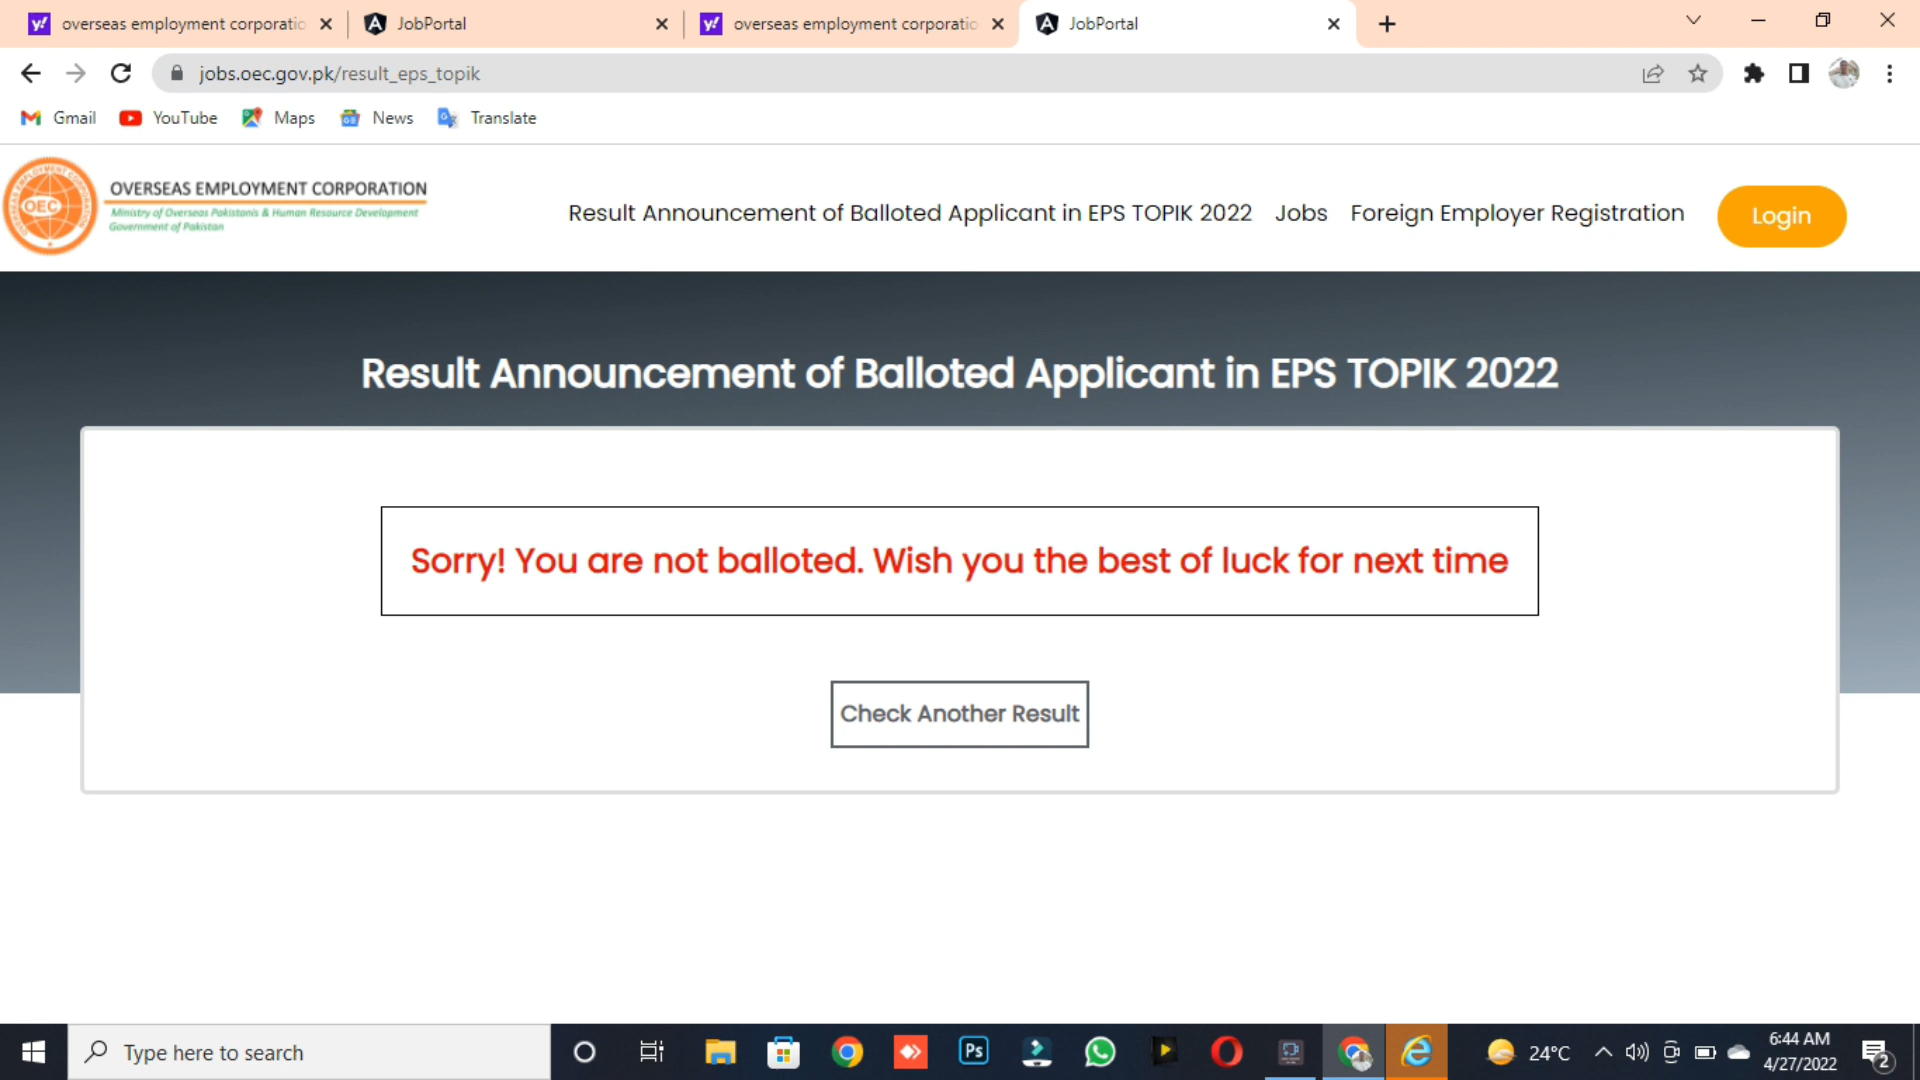 overseas employment corporatio
JobPortal
overseas employment corporatio
JobPortal
jobs.oec.gov.pk/result_eps_topik
Gmail
YouTube
Maps
News
Translate
OEC
OVERSEAS EMPLOYMENT CORPORATION
Ministry of Overseas Pakistanis & Human Resource Development
Government of Pakistan
Result Announcement of Balloted Applicant in EPS TOPIK 2022
Jobs
Foreign Employer Registration
Login
Result Announcement of Balloted Applicant in EPS TOPIK 2022
Sorry! You are not balloted. Wish you the best of luck for next time
Check Another Result
Type here to search
Ps
24°C
6:44 AM
4/27/2022
2